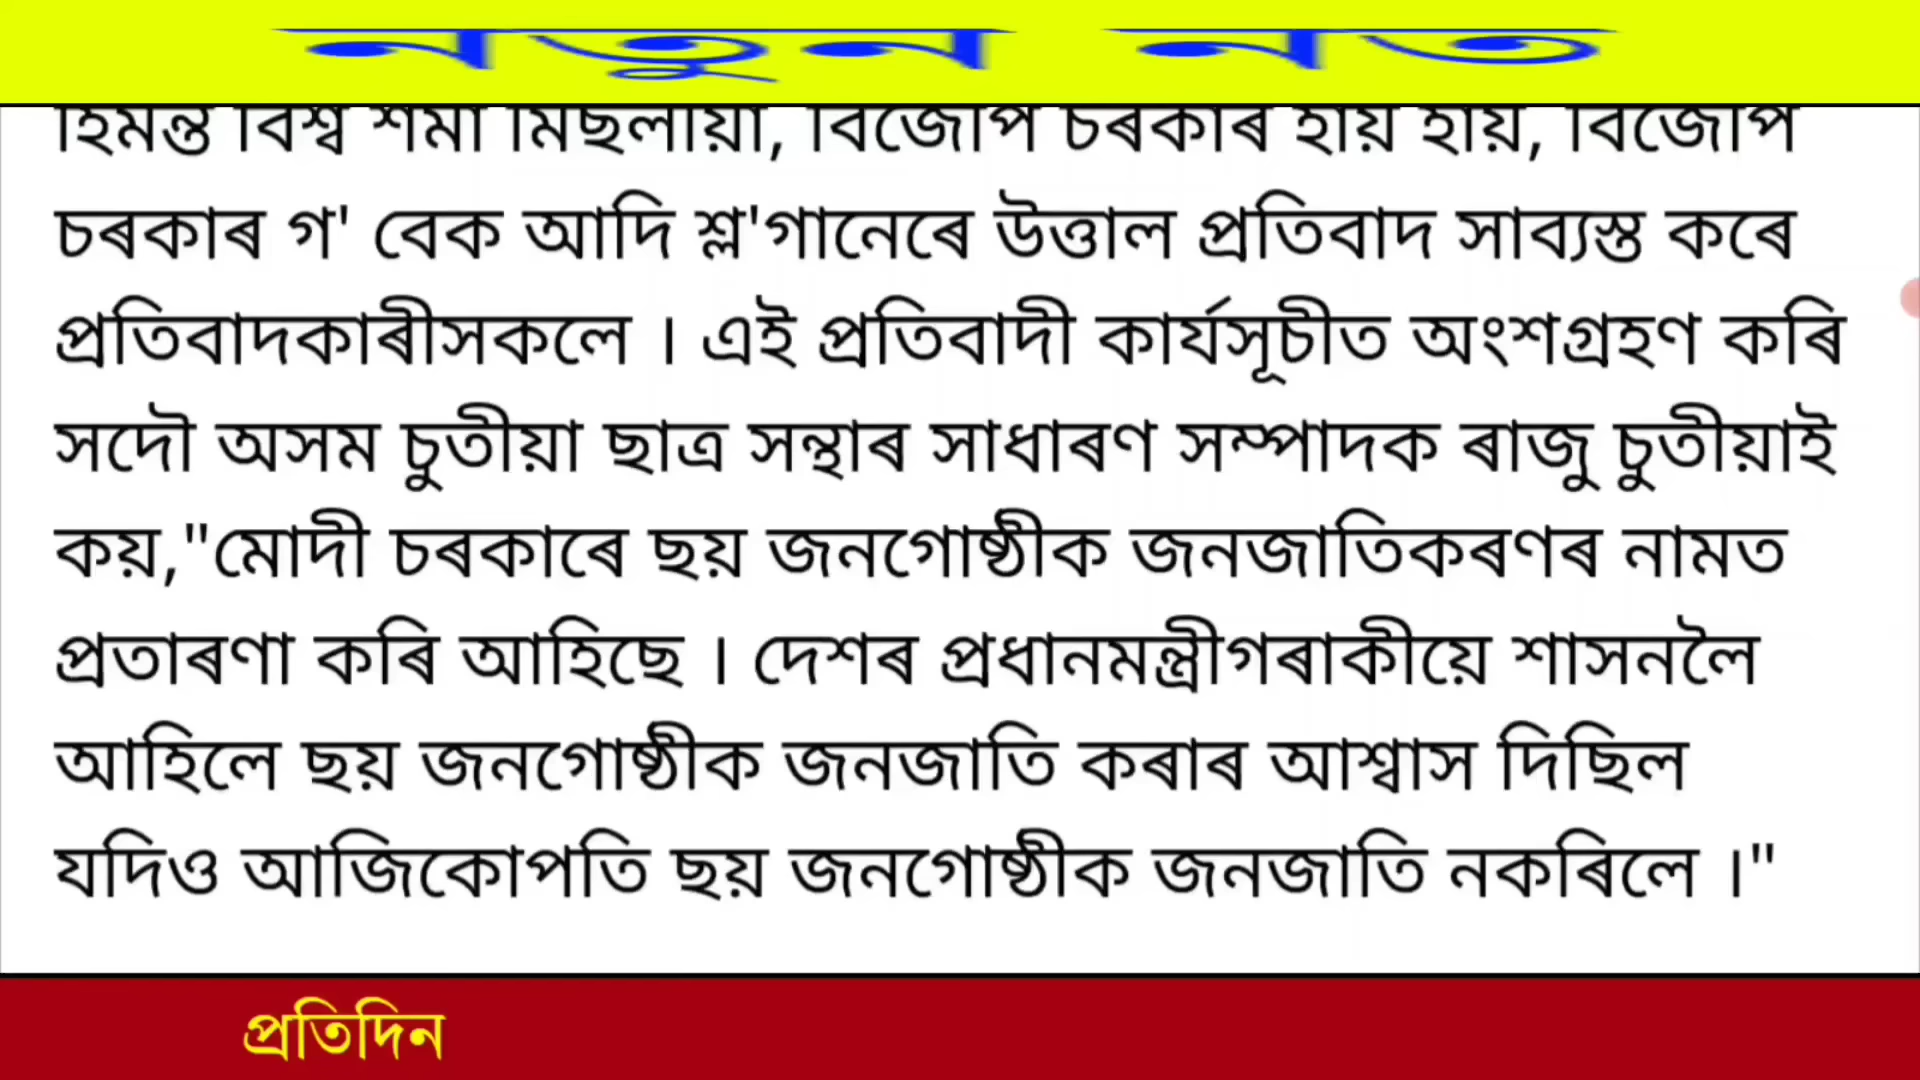 নতুন নত
হিমন্ত বিশ্ব শৰ্মা মিছলীয়া, বিজেপি চৰকাৰ হায় হায়, বিজেপি
চৰকাৰ গ' বেক আদি শ্ল'গানেৰে উত্তাল প্ৰতিবাদ সাব্যস্ত কৰে
প্ৰতিবাদকাৰীসকলে । এই প্ৰতিবাদী কাৰ্যসূচীত অংশগ্ৰহণ কৰি
সদৌ অসম চুতীয়া ছাত্ৰ সন্থাৰ সাধাৰণ সম্পাদক ৰাজু চুতীয়াই
কয়,"মোদী চৰকাৰে ছয় জনগোষ্ঠীক জনজাতিকৰণৰ নামত
প্ৰতাৰণা কৰি আহিছে । দেশৰ প্ৰধানমন্ত্ৰীগৰাকীয়ে শাসনলৈ
আহিলে ছয় জনগোষ্ঠীক জনজাতি কৰাৰ আশ্বাস দিছিল
যদিও আজিকোপতি ছয় জনগোষ্ঠীক জনজাতি নকৰিলে ।"
প্ৰতিদিন